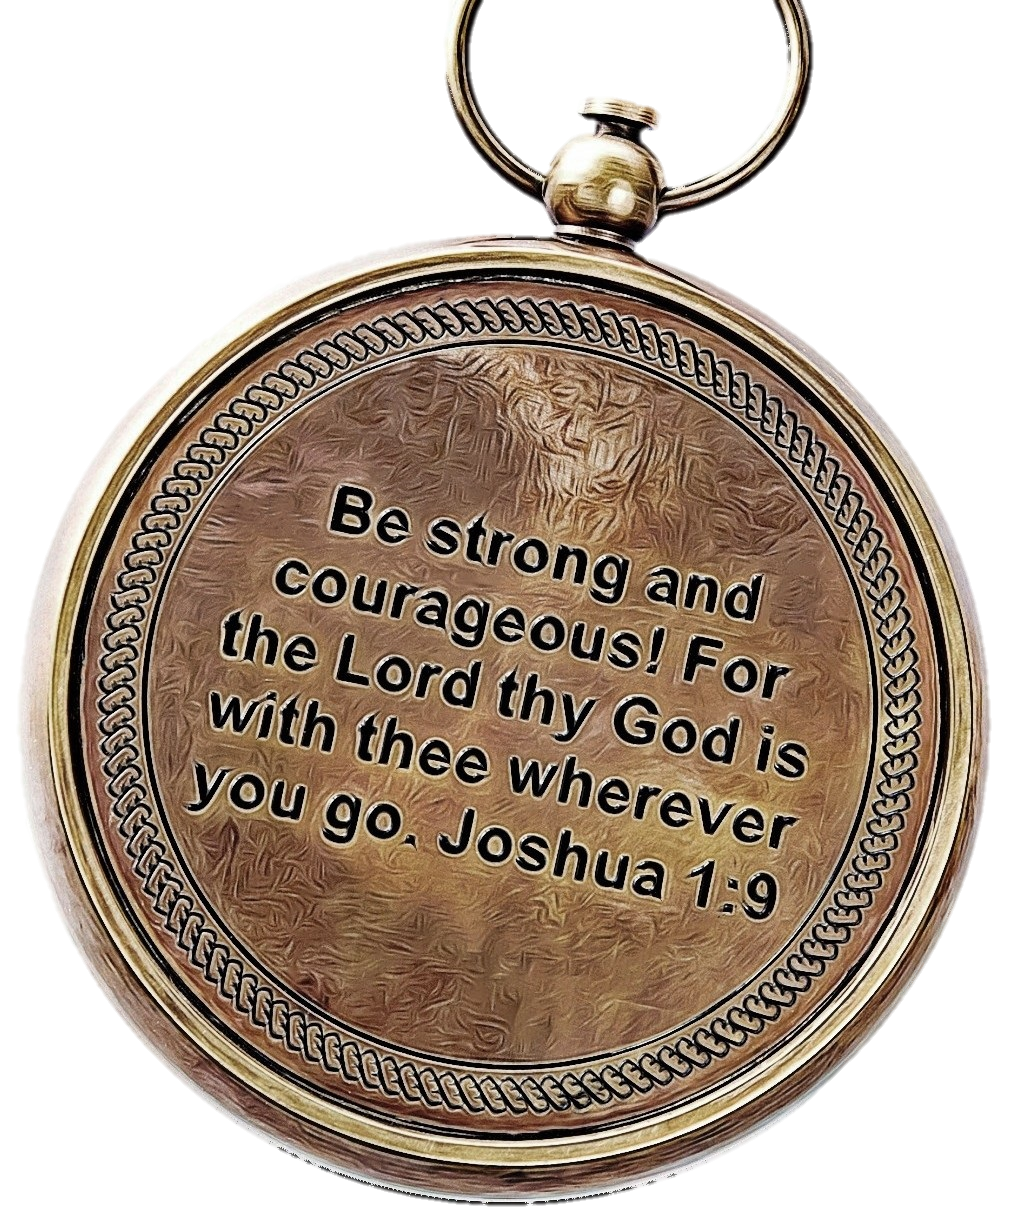 Be strong and
courageous! For
the Lord thy God is
with thee wherever
you go. Joshua 1:9